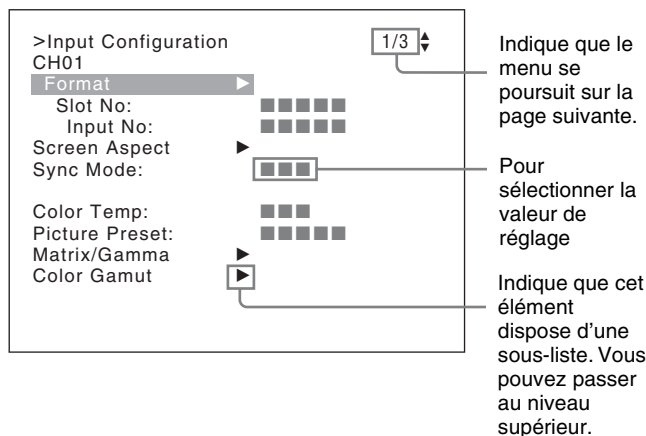 >Input Configuration
CH01
Format ▶
Slot No: ■■■■■
Input No: ■■■■■
Screen Aspect ▶
Sync Mode: ■■■
Color Temp: ■■■
Picture Preset: ■■■■■
Matrix/Gamma ▶
Color Gamut ▶
1/3
Indique que le
menu se
poursuit sur la
page suivante.
Pour
sélectionner la
valeur de
réglage
Indique que cet
élément
dispose d’une
sous-liste. Vous
pouvez passer
au niveau
supérieur.